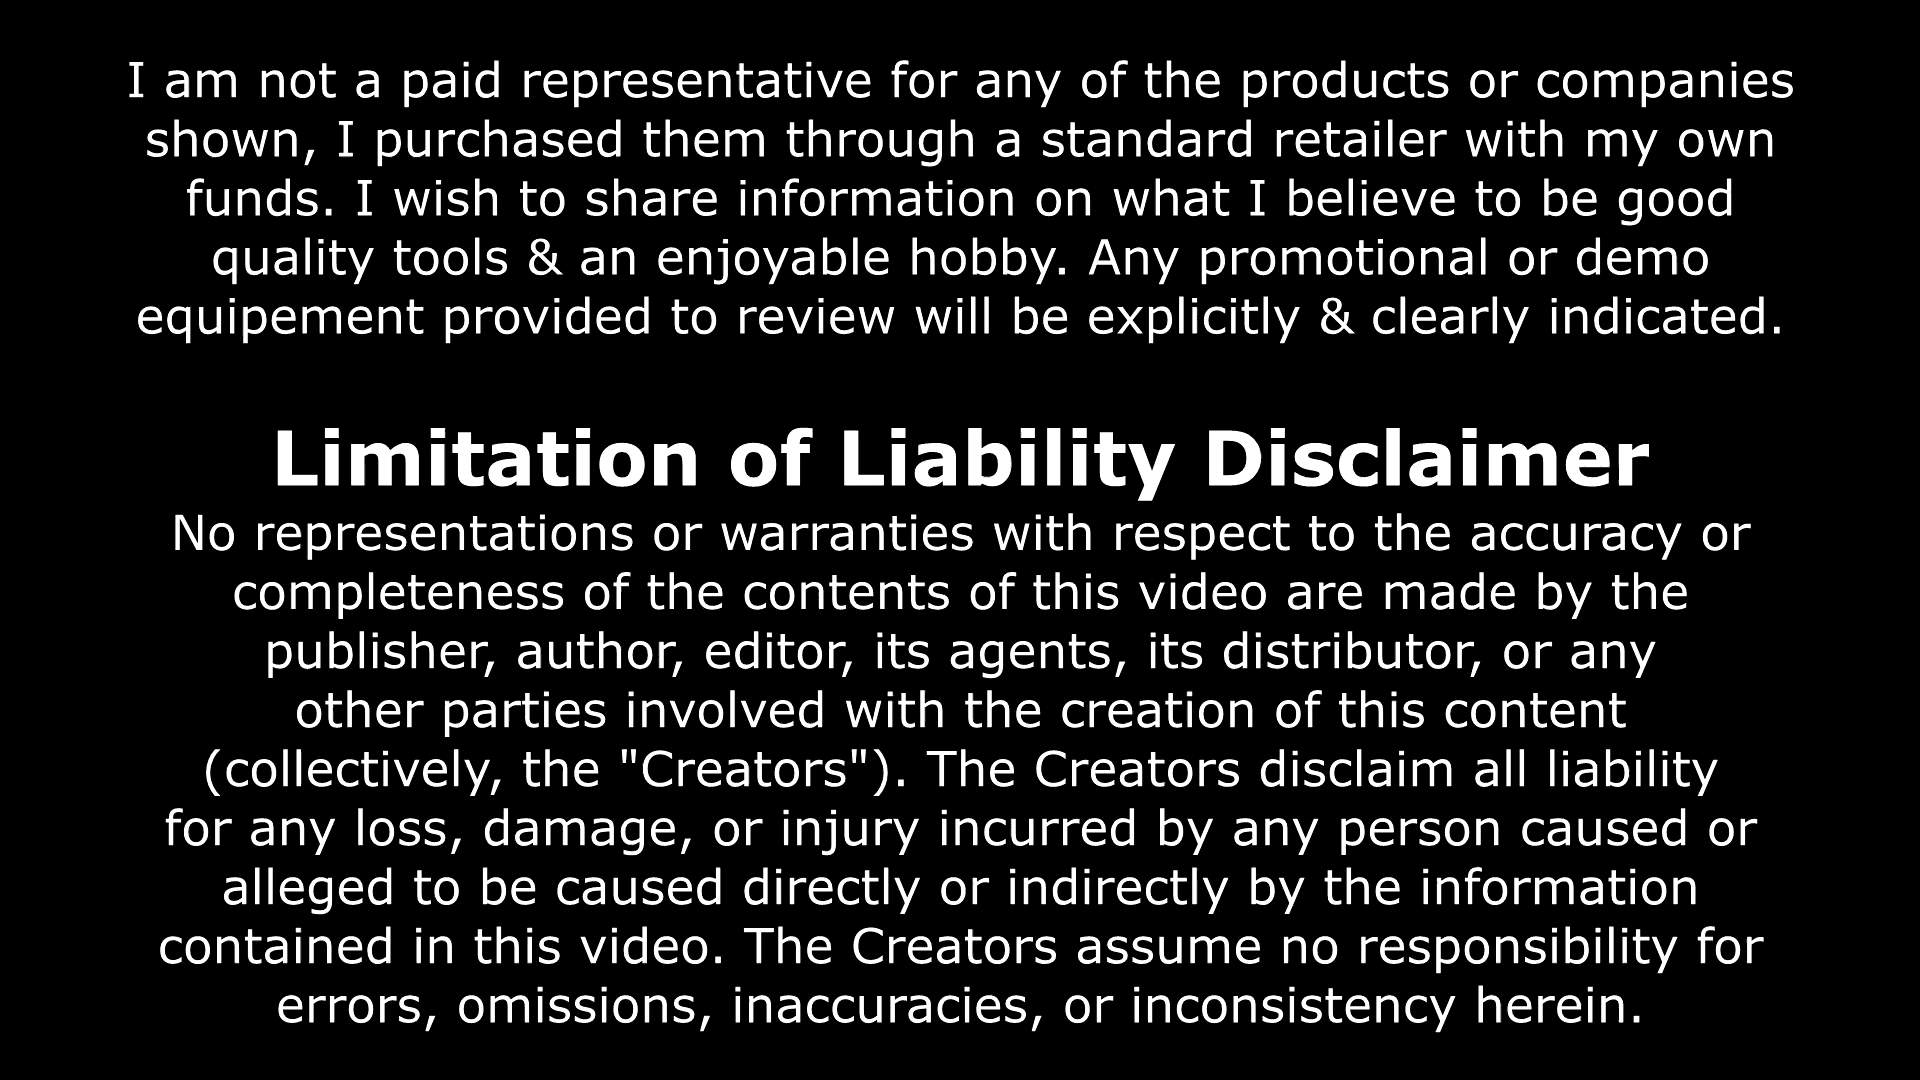 I am not a paid representative for any of the products or companies
shown, I purchased them through a standard retailer with my own
funds. I wish to share information on what I believe to be good
quality tools & an enjoyable hobby. Any promotional or demo
equipement provided to review will be explicitly & clearly indicated.
Limitation of Liability Disclaimer
No representations or warranties with respect to the accuracy or
completeness of the contents of this video are made by the
publisher, author, editor, its agents, its distributor, or any
other parties involved with the creation of this content
(collectively, the "Creators"). The Creators disclaim all liability
for any loss, damage, or injury incurred by any person caused or
alleged to be caused directly or indirectly by the information
contained in this video. The Creators assume no responsibility for
errors, omissions, inaccuracies, or inconsistency herein.